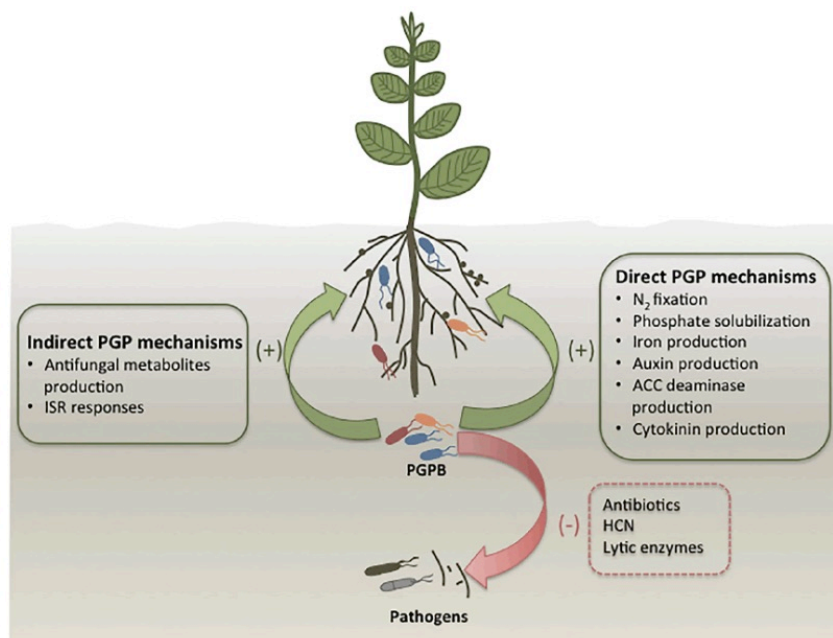 Indirect PGP mechanisms
• Antifungal metabolites
production
• ISR responses
(+)
Direct PGP mechanisms
• N₂ fixation
• Phosphate solubilization
• Iron production
• Auxin production
• ACC deaminase
production
• Cytokinin production
(+)
PGPB
(-)
Antibiotics
HCN
Lytic enzymes
Pathogens